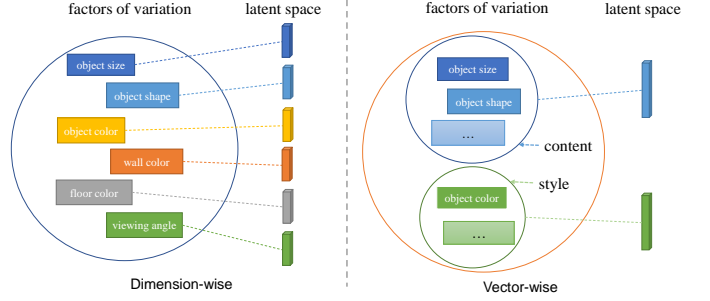 factors of variation
latent space
object size
object shape
object color
wall color
floor color
viewing angle
Dimension-wise
factors of variation
latent space
object size
object shape
...
content
style
object color
...
Vector-wise